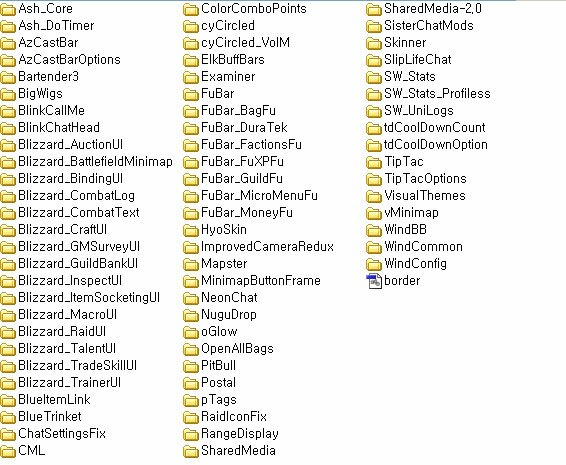 Ash_Core
Ash_DoTimer
AzCastBar
AzCastBarOptions
Bartender3
BigWigs
BlinkCallMe
BlinkChatHead
Blizzard_AuctionUI
Blizzard_BattlefieldMinimap
Blizzard_BindingUI
Blizzard_CombatLog
Blizzard_CombatText
Blizzard_CraftUI
Blizzard_GMSurveyUI
Blizzard_GuildBankUI
Blizzard_InspectUI
Blizzard_ItemSocketingUI
Blizzard_MacroUI
Blizzard_RaidUI
Blizzard_TalentUI
Blizzard_TradeSkillUI
Blizzard_TrainerUI
BlueItemLink
BlueTrinket
ChatSettingsFix
CML
ColorComboPoints
cyCircled
cyCircled_VolM
ElkBuffBars
Examiner
FuBar
FuBar_BagFu
FuBar_DuraTek
FuBar_FactionsFu
FuBar_FuXPFu
FuBar_GuildFu
FuBar_MicroMenuFu
FuBar_MoneyFu
HyoSkin
ImprovedCameraRedux
Mapster
MinimapButtonFrame
NeonChat
NuguDrop
oGlow
OpenAllBags
PitBull
Postal
pTags
RaidIconFix
RangeDisplay
SharedMedia
SharedMedia-2,0
SisterChatMods
Skinner
SlipLifeChat
SW_Stats
SW_Stats_Profiless
SW_UniLogs
tdCoolDownCount
tdCoolDownOption
TipTac
TipTacOptions
VisualThemes
vMinimap
WindBB
WindCommon
WindConfig
border